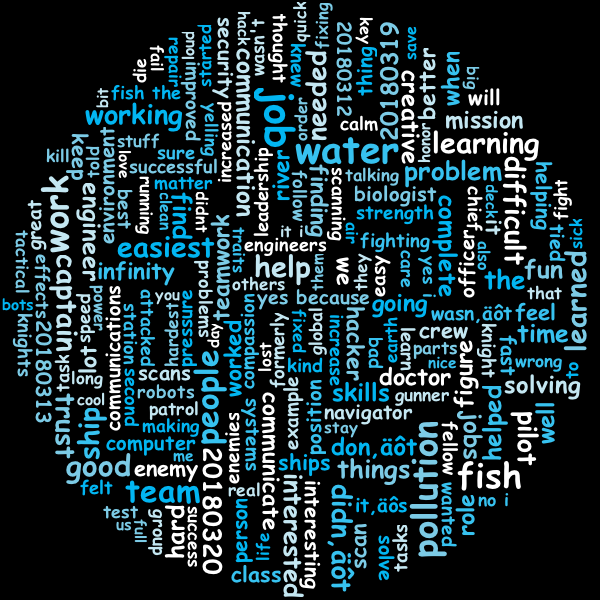 quick
key
fixing
hack
wasn't
thought
save
20180312
20180319
thing
knew
big
long
repair
started
improved
yelling
security
communication
job
order
needed
creative
better
when
will
die
fail
bit
fish the
working
increased
calm
honor
mission
water
learning
stuff
sure
successful
kill
keep
told
environment
love
running
matter
clean
best
find
didnt
leadership
river
follow
finding
scanning
talking
problem
biologist
strength
difficult
helping
fight
deck
it
tied
sick
great
work
engineer
easiest
traits
teamwork
engineers
it i
air
fighting
complete
chief
officer
also
tactical
effects
impact
infinity
help
we
they
easy
care
yes i
the
fun
that
bots
knights
20180313
train
speed
power
communications
attacked
you
hardest
pressure
problems
day
others
yes because
them
going
wasn‚äôt
feel
learned
time
station
second
worked
compassion
formerly
lost
fixed
global
increase
hacker
earth
bad
learn
crew
parts
nice
knight
fast
wrong
to
ask
a lot
long
cool
scans
robots
patrol
people
systems
example
kind
position
skills
doctor
gunner
figure
solving
trust
ship
making
computer
me
navigator
stay
jobs
helped
pilot
well
good
enemy
enemies
communicate
ships
don‚äôt
fellow
fish
felt
team
20180320
real
interested
interesting
things
pollution
wanted
role
no i
test
us
full
group
hard
success
person
life
class
didn‚äôt
it‚äôs
scan
solve
tasks